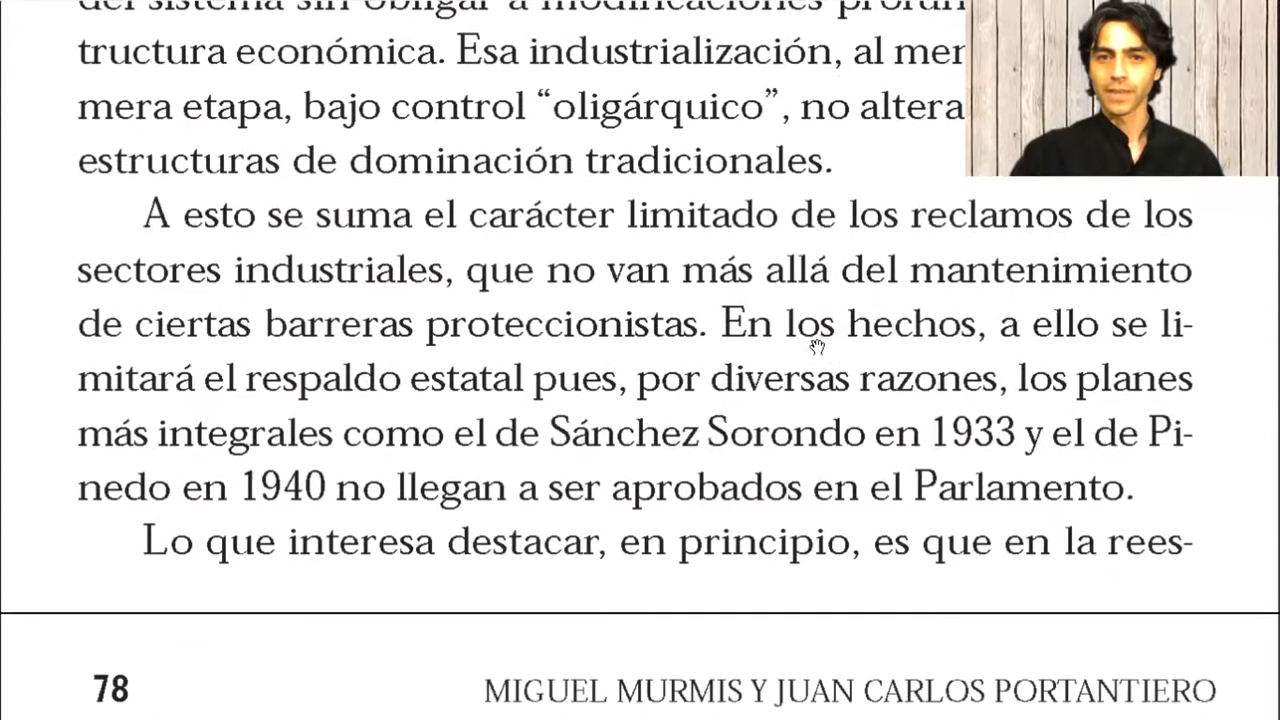 del sistema sin obligar a modificaciones
tructura económica. Esa industrialización, al
mera etapa, bajo control “oligárquico”, no altera
estructuras de dominación tradicionales.
A esto se suma el carácter limitado de los reclamos de los
sectores industriales, que no van más allá del mantenimiento
de ciertas barreras proteccionistas. En los hechos, a ello se li-
mitará el respaldo estatal pues, por diversas razones, los planes
más integrales como el de Sánchez Sorondo en 1933 y el de Pi-
nedo en 1940 no llegan a ser aprobados en el Parlamento.
Lo que interesa destacar, en principio, es que en la rees-
78 MIGUEL MURMIS Y JUAN CARLOS PORTANTIERO